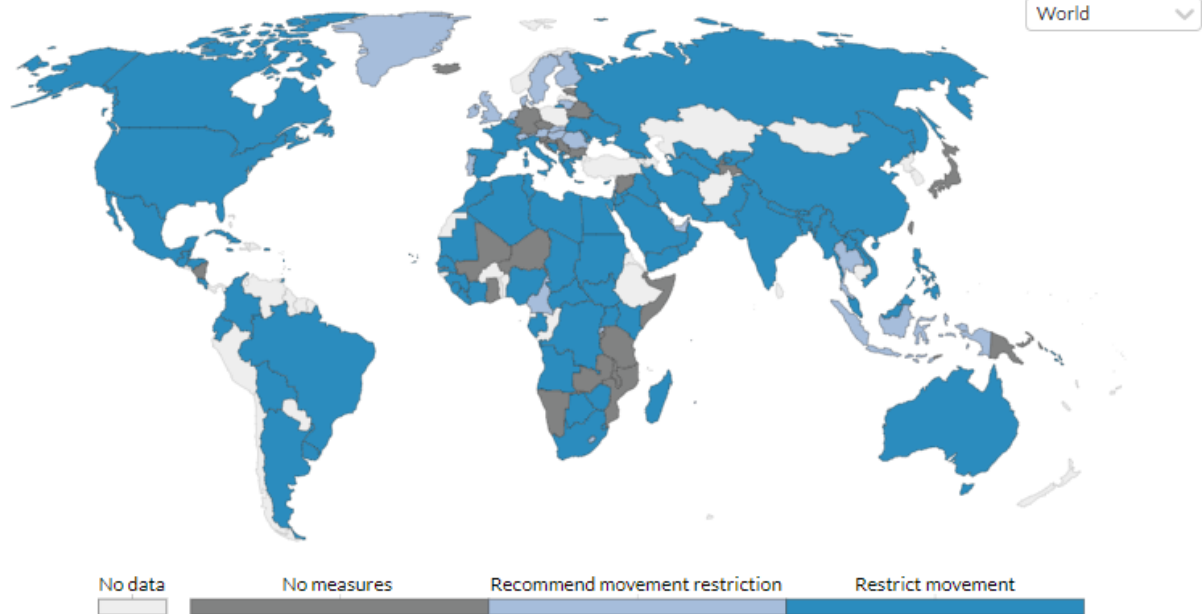 World
No data
No measures
Recommend movement restriction
Restrict movement